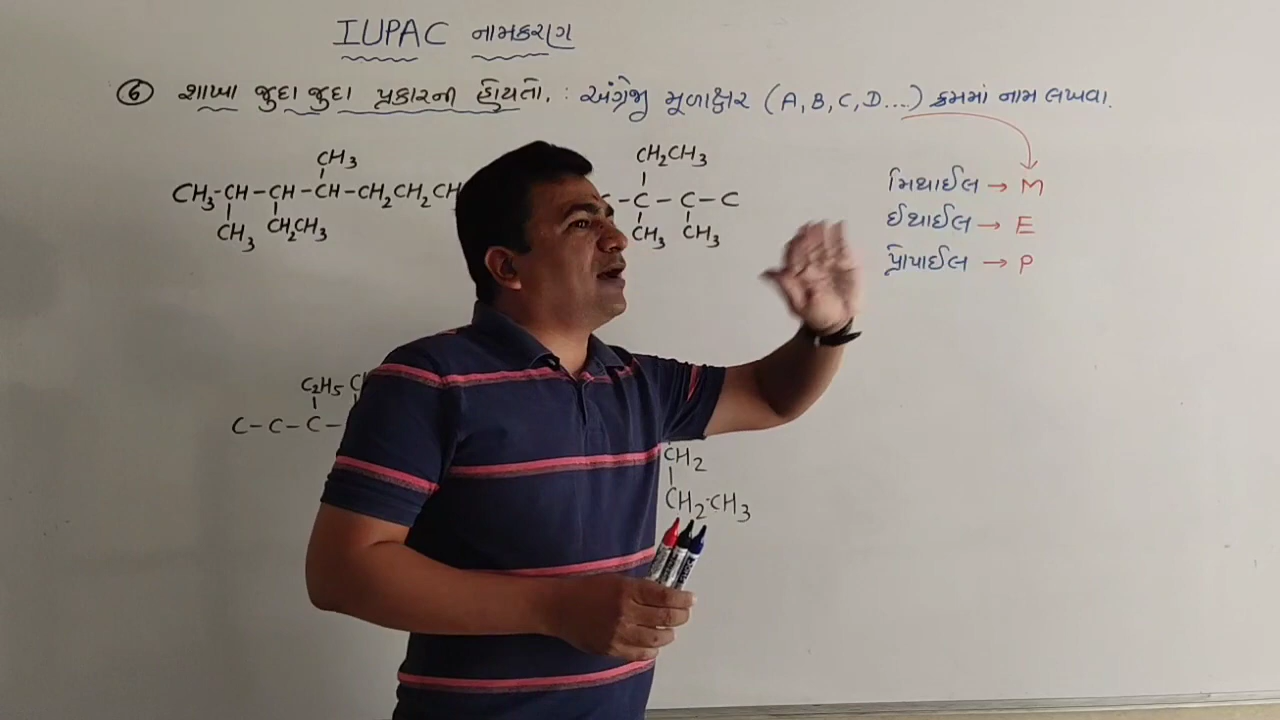 IUPAC નામકરણ
⑥ શાખા જુદા જુદા પ્રકારની હોયતો. : અંગ્રેજી મૂળાક્ષર (A, B, C, D....) ક્રમમાં નામ લખવા.
CH3
CH3-CH-CH-CH-CH2CH2CH
CH3 CH2CH3
CH2CH3
-C-C-C
CH3 CH3
મિથાઈલ → M
ઈથાઈલ → E
પ્રોપાઈલ → P
C2H5
C-C-C-
CH2
CH2-CH3